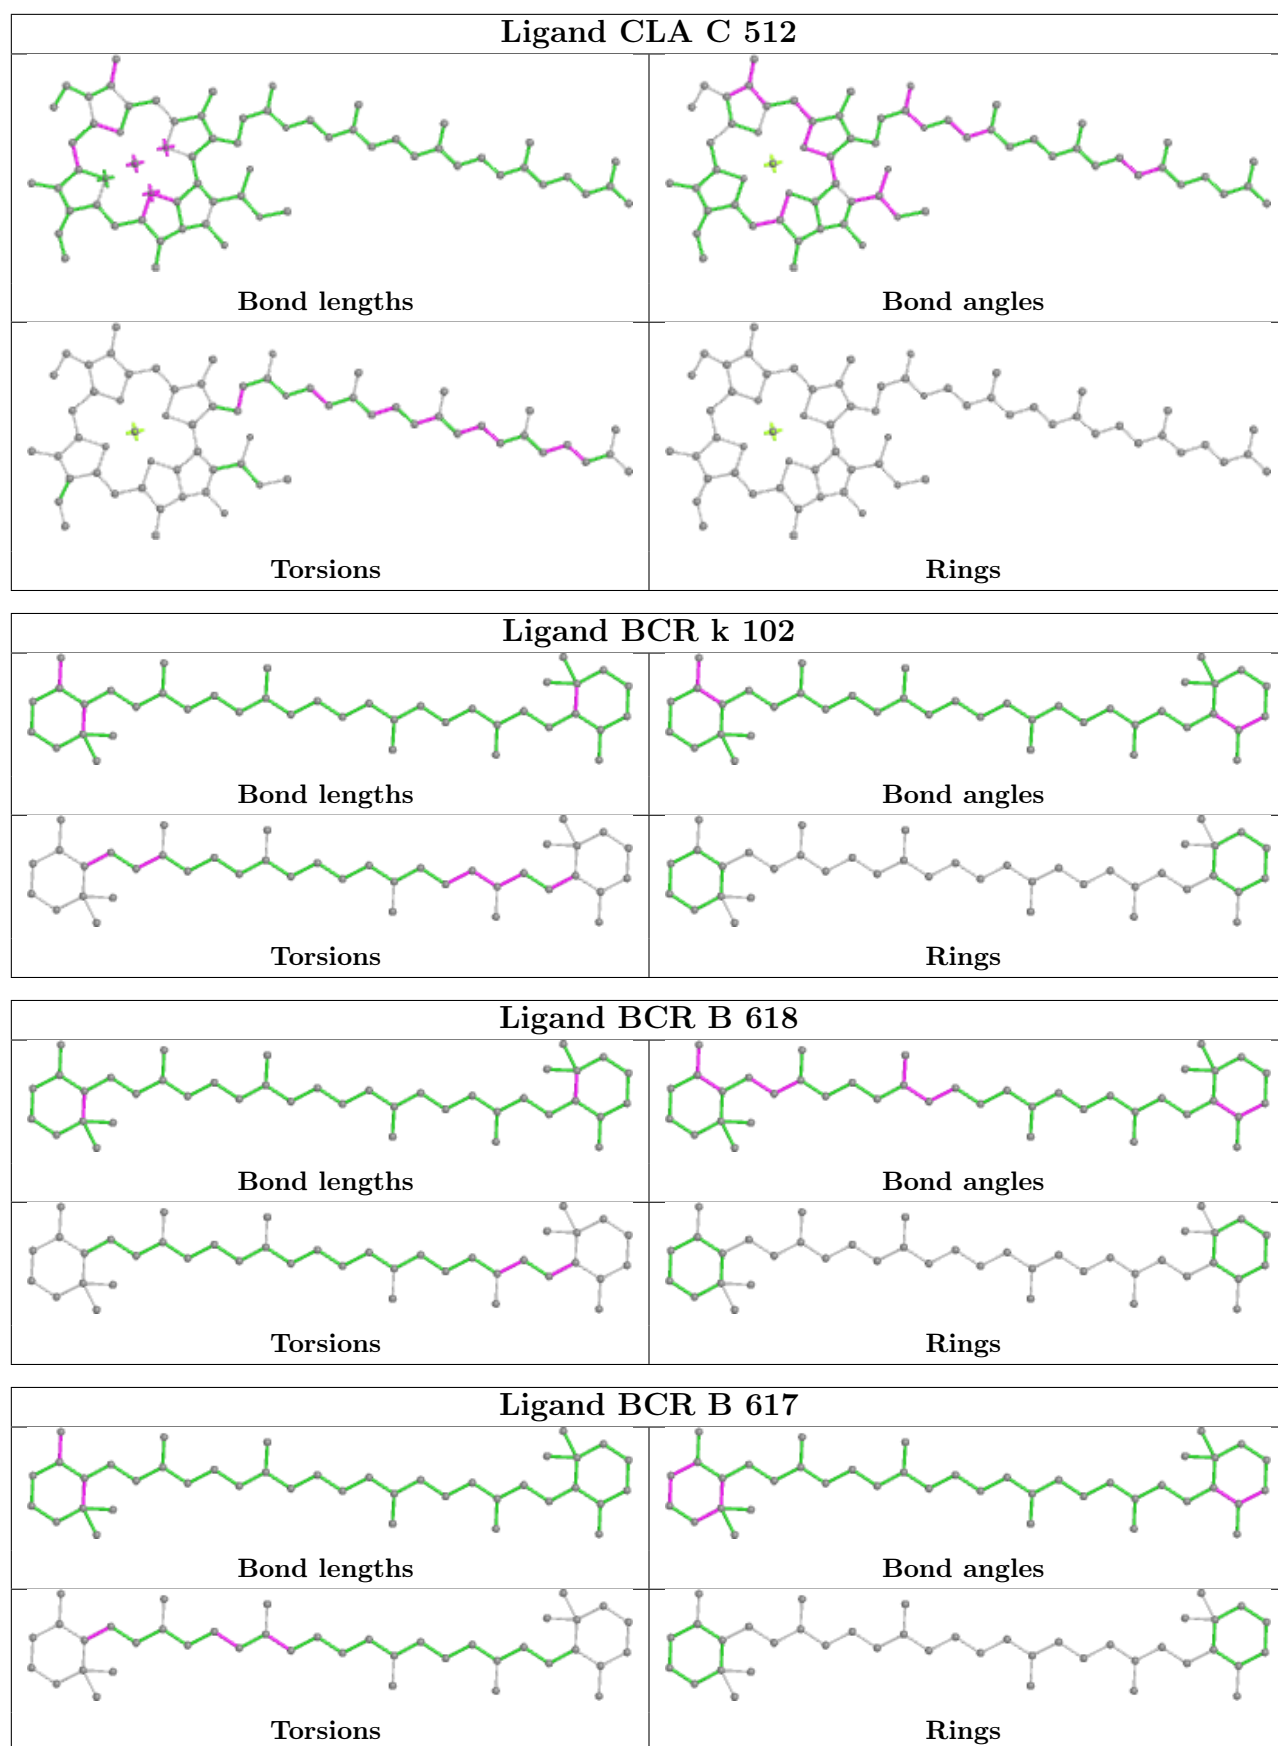 Ligand CLA C 512
Bond lengths
Bond angles
Torsions
Rings
Ligand BCR k 102
Bond lengths
Bond angles
Torsions
Rings
Ligand BCR B 618
Bond lengths
Bond angles
Torsions
Rings
Ligand BCR B 617
Bond lengths
Bond angles
Torsions
Rings